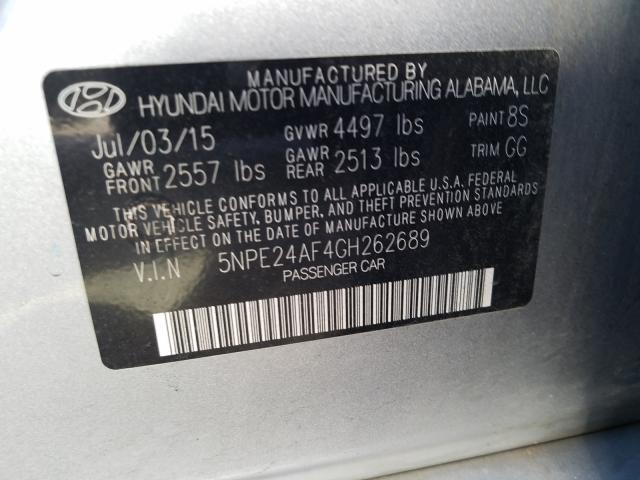 MANUFACTURED BY
HYUNDAI MOTOR MANUFACTURING ALABAMA, LLC
Jul/03/15 GVWR 4497 lbs PAINT 8S
GAWR FRONT 2557 lbs GAWR REAR 2513 lbs TRIM GG
THIS VEHICLE CONFORMS TO ALL APPLICABLE U.S.A. FEDERAL
MOTOR VEHICLE SAFETY, BUMPER, AND THEFT PREVENTION STANDARDS
IN EFFECT ON THE DATE OF MANUFACTURE SHOWN ABOVE
V.I.N 5NPE24AF4GH262689
PASSENGER CAR